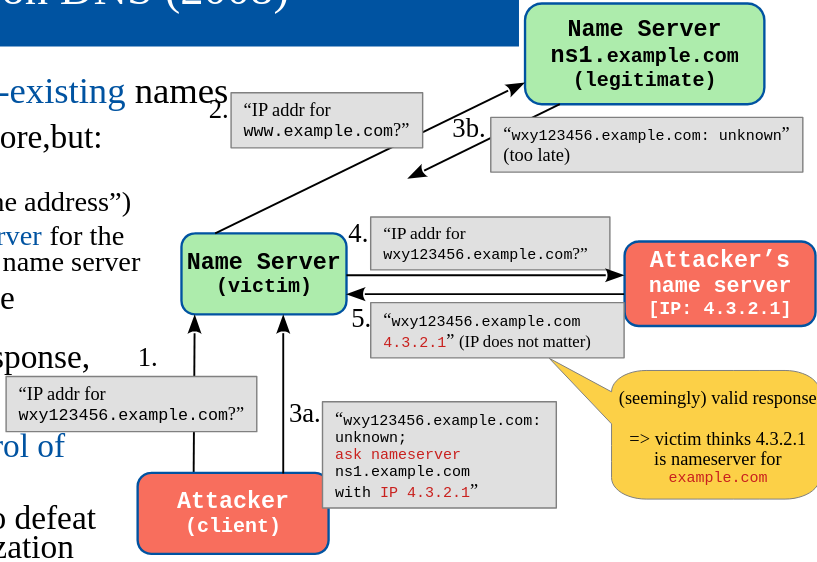 on DNS (2008)
Name Server
ns1.example.com
(legitimate)
-existing names
ore,but:
2.
“IP addr for
www.example.com?”
3b.
“wxy123456.example.com: unknown”
(too late)
e address”)
rver for the
name server
e
Name Server
(victim)
4.
“IP addr for
wxy123456.example.com?”
Attacker’s
name server
[IP: 4.3.2.1]
5.
“wxy123456.example.com
4.3.2.1” (IP does not matter)
sponse,
1.
“IP addr for
wxy123456.example.com?”
rol of
3a.
“wxy123456.example.com:
unknown;
ask nameserver
ns1.example.com
with IP 4.3.2.1”
(seemingly) valid response
=> victim thinks 4.3.2.1
is nameserver for
example.com
Attacker
(client)
o defeat
zation